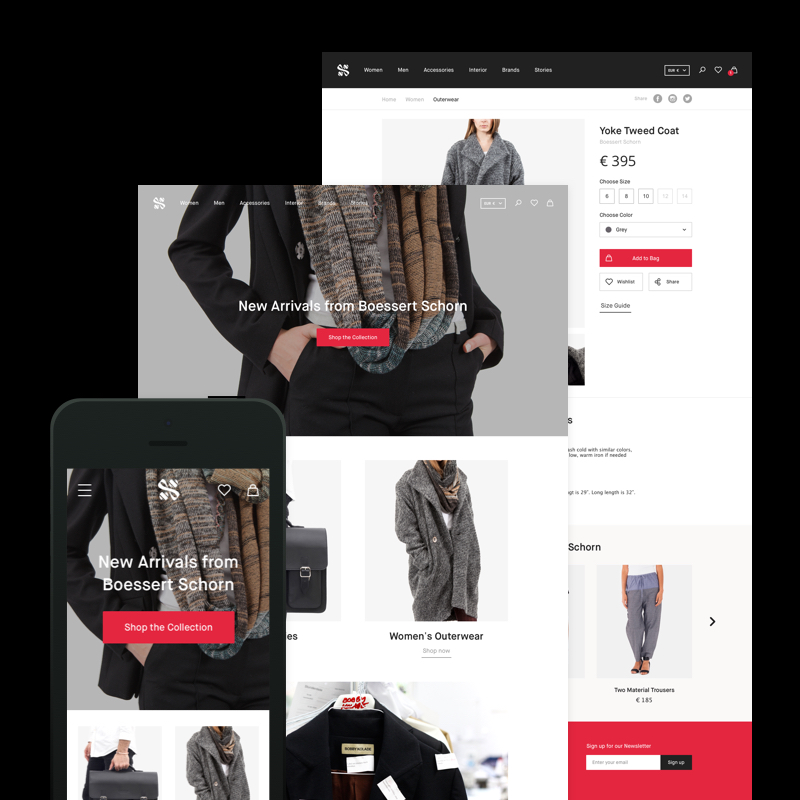 Women Men Accessories Interior Brands Stories
EUR €
1
Home Women Outerwear
Share
Yoke Tweed Coat
Boessert Schorn
€ 395
Choose Size
6 8 10 12 14
Choose Color
Grey
Add to Bag
Wishlist Share
Size Guide
Women Men Accessories Interior Brands Stories
EUR €
New Arrivals from Boessert Schorn
Shop the Collection
s
sh cold with similar colors,
low, warm iron if needed
gt is 29". Long length is 32".
Schorn
Two Material Trousers
€ 185
Sign up for our Newsletter
Enter your email Sign up
ies
Women's Outerwear
Shop now
BOBBY
New Arrivals from
Boessert Schorn
Shop the Collection